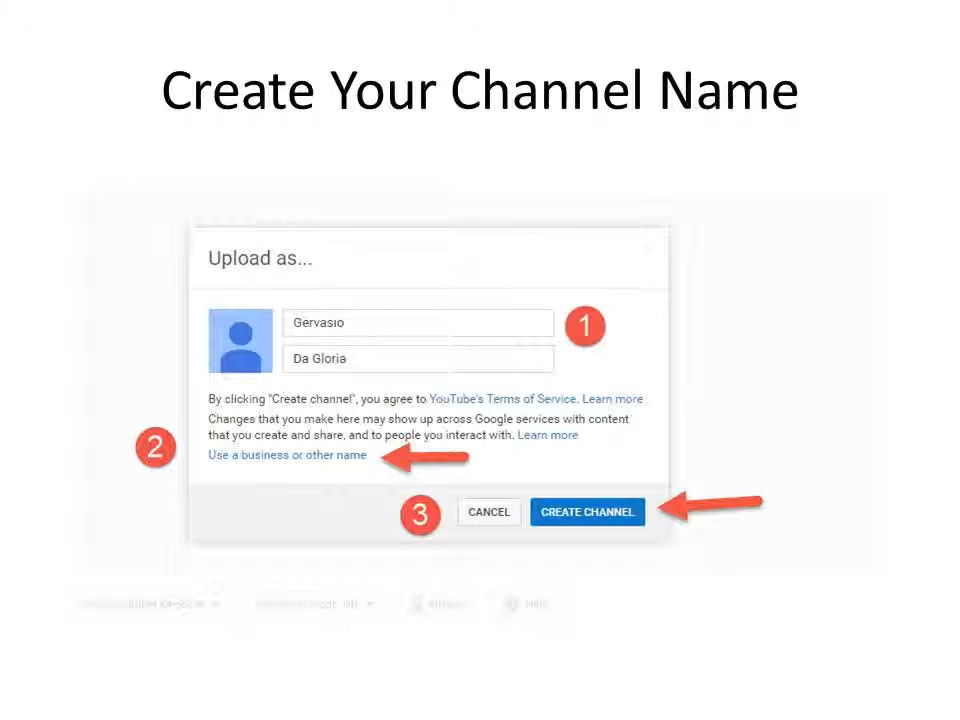 Create Your Channel Name
Upload as...
Gervasio
1
Da Gloria
By clicking "Create channel", you agree to YouTube's Terms of Service. Learn more
Changes that you make here may show up across Google services with content
that you create and share, and to people you interact with. Learn more
2
Use a business or other name
3
CANCEL
CREATE CHANNEL
Help